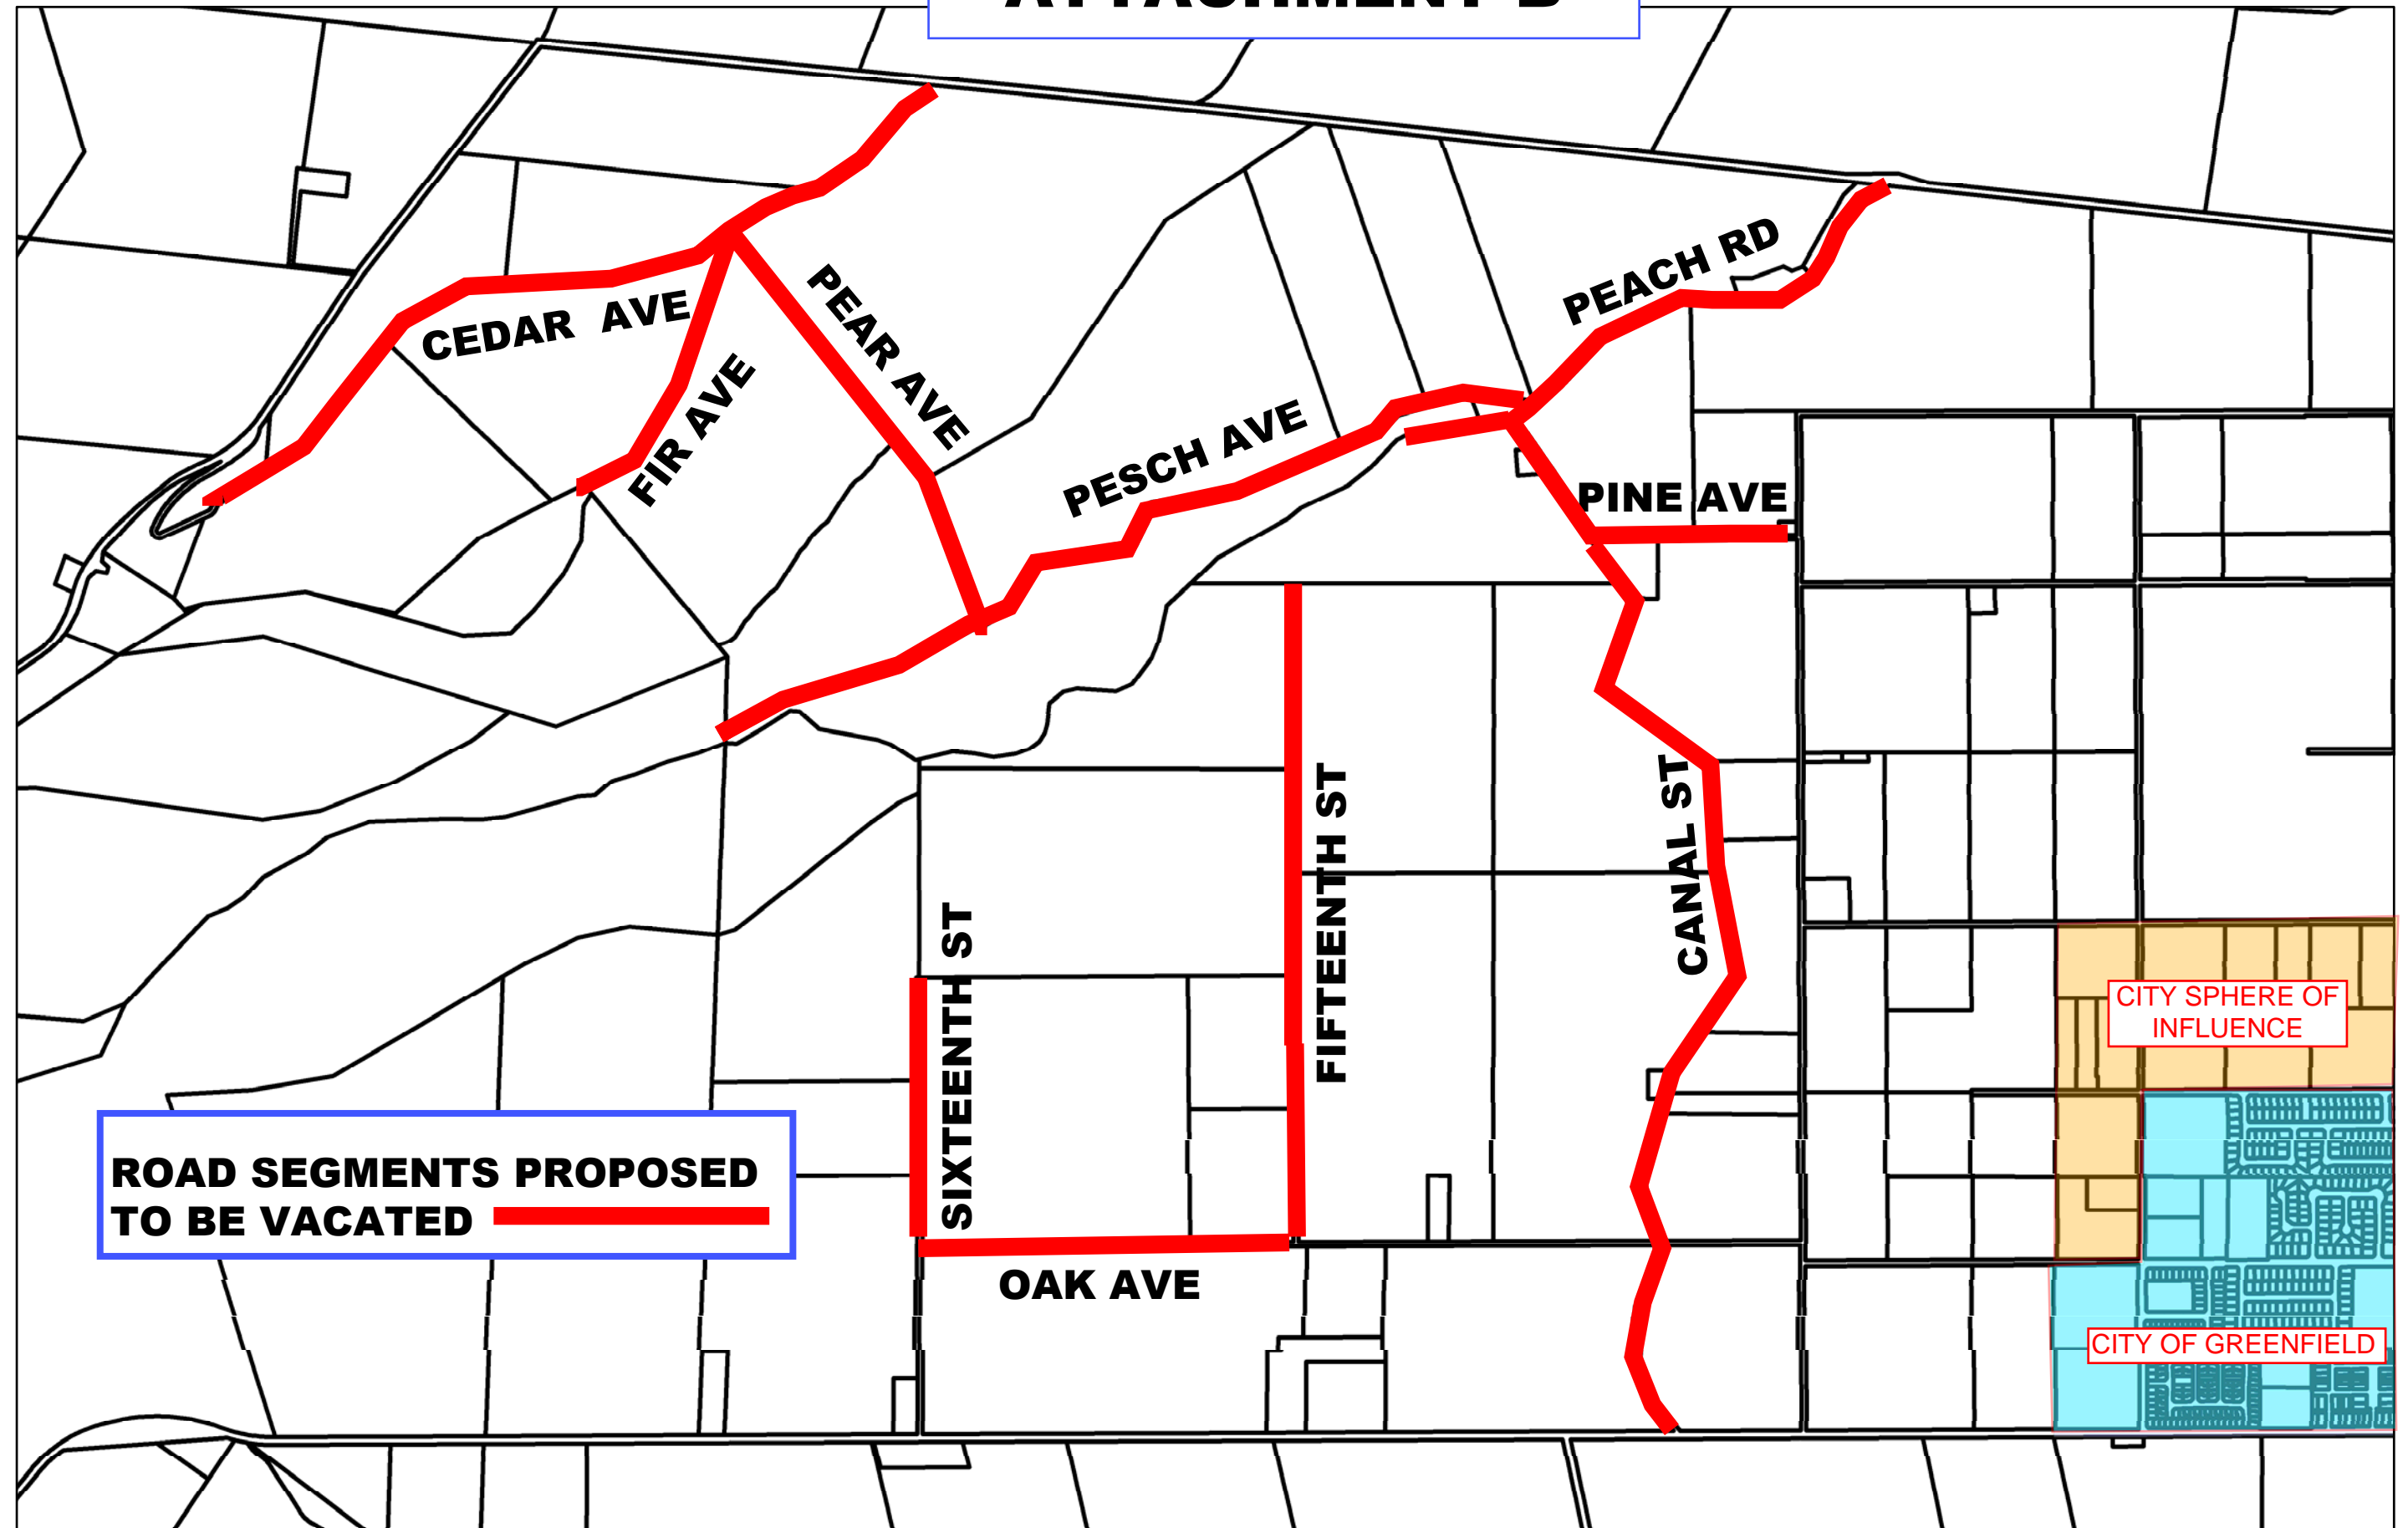 ATTACHMENT B
PEACH RD
CEDAR AVE
PEAR AVE
FIR AVE
PESCH AVE
PINE AVE
CANAL ST
FIFTEENTH ST
SIXTEENTH ST
CITY SPHERE OF
INFLUENCE
ROAD SEGMENTS PROPOSED
TO BE VACATED
OAK AVE
CITY OF GREENFIELD